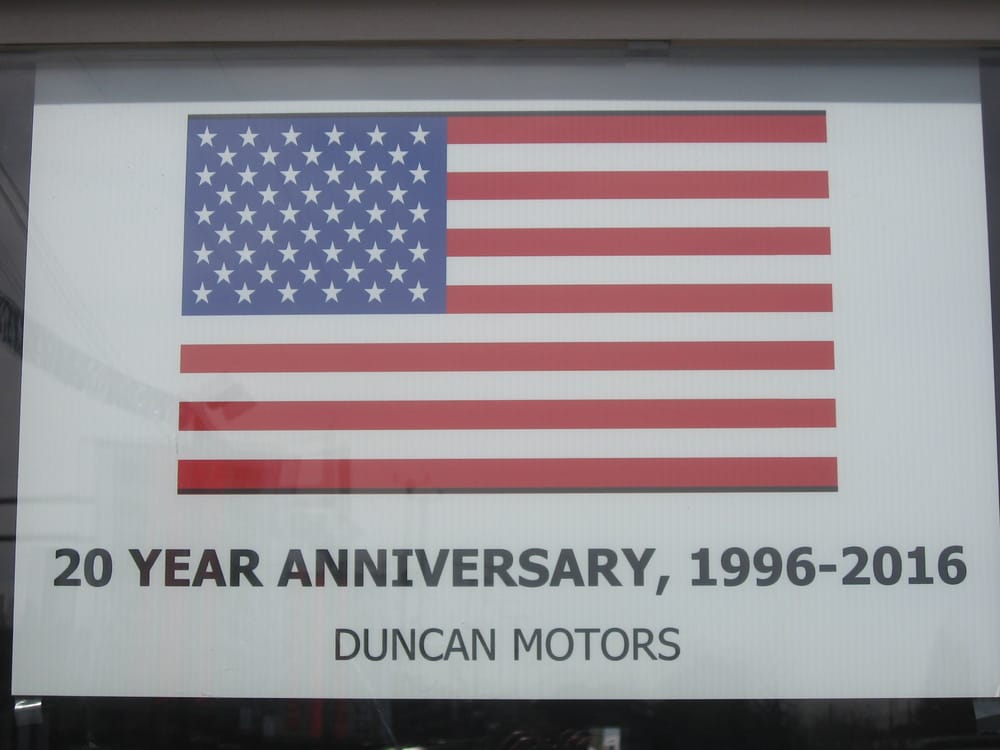 20 YEAR ANNIVERSARY, 1996-2016
DUNCAN MOTORS